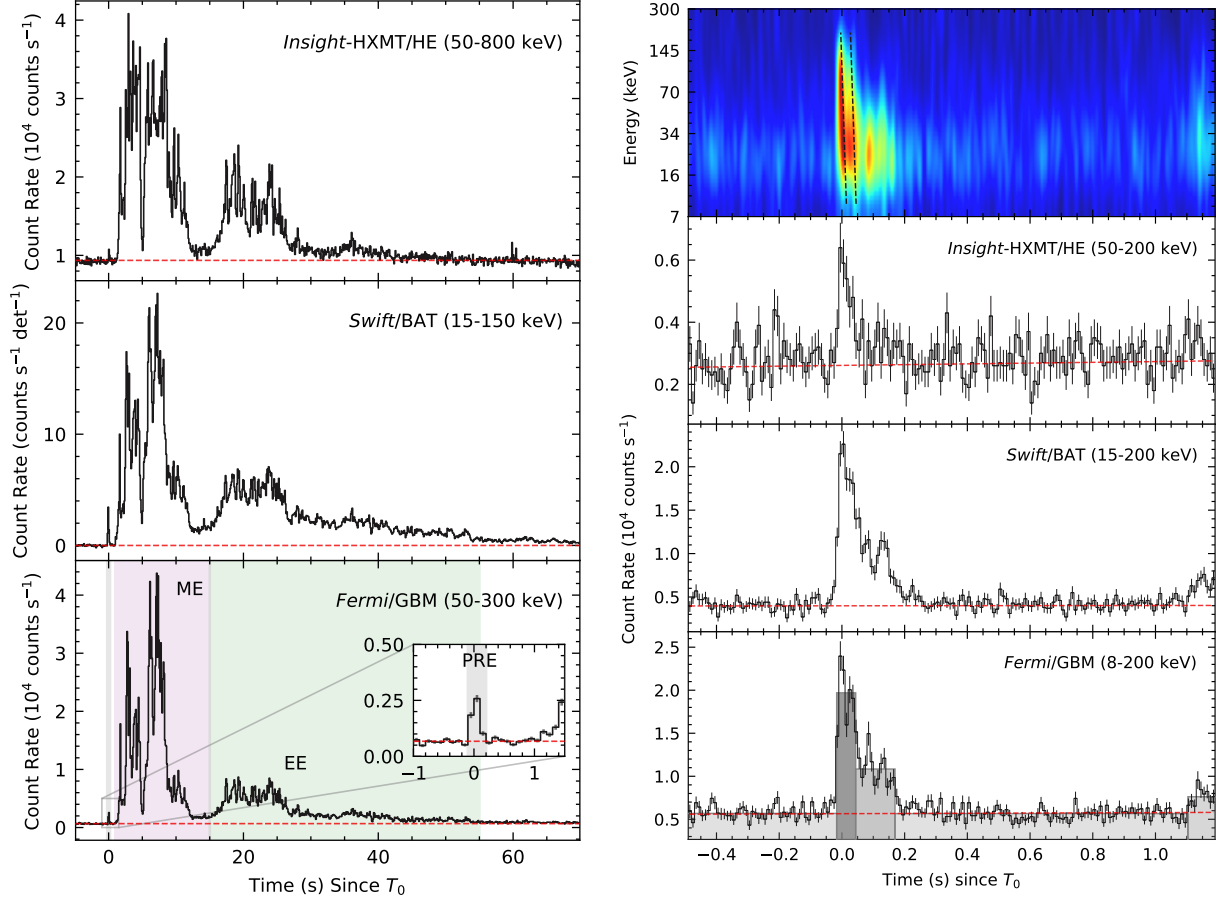 Insight-HXMT/HE (50-800 keV)
Count Rate (10⁴ counts s⁻¹)
4
3
2
1
Swift/BAT (15-150 keV)
Count Rate (counts s⁻¹ det⁻¹)
20
10
0
ME
Fermi/GBM (50-300 keV)
Count Rate (10⁴ counts s⁻¹)
4
3
2
1
0
EE
PRE
0.50
0.25
0.00
−1 0 1
0 20 40 60
Time (s) Since T₀
Energy (keV)
300
145
70
34
16
7
Insight-HXMT/HE (50-200 keV)
0.6
0.4
0.2
Count Rate (10⁴ counts s⁻¹)
Swift/BAT (15-200 keV)
2.0
1.5
1.0
0.5
Fermi/GBM (8-200 keV)
2.5
2.0
1.5
1.0
0.5
−0.4 −0.2 0.0 0.2 0.4 0.6 0.8 1.0
Time (s) since T₀